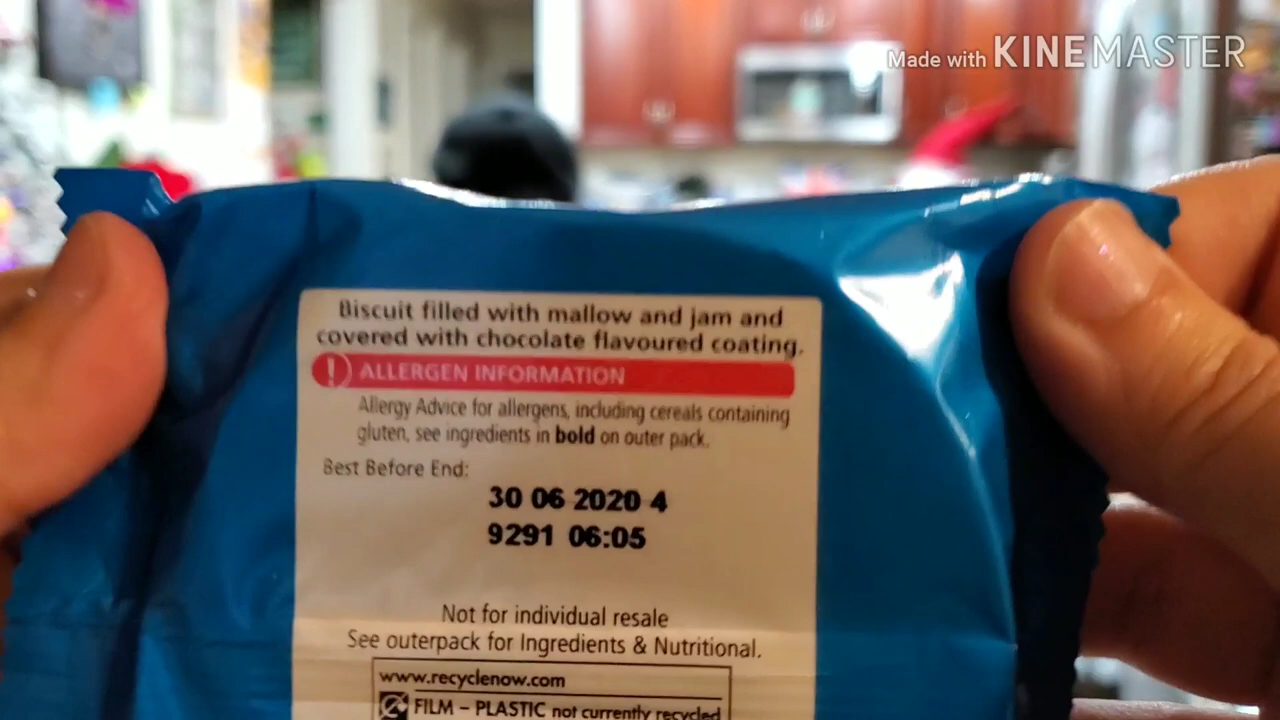 Made with KINEMASTER
Biscuit filled with mallow and jam and
covered with chocolate flavoured coating.
! ALLERGEN INFORMATION
Allergy Advice for allergens, including cereals containing
gluten, see ingredients in bold on outer pack.
Best Before End:
30 06 2020 4
9291 06:05
Not for individual resale
See outerpack for Ingredients & Nutritional.
www.recyclenow.com
FILM – PLASTIC not currently recycled